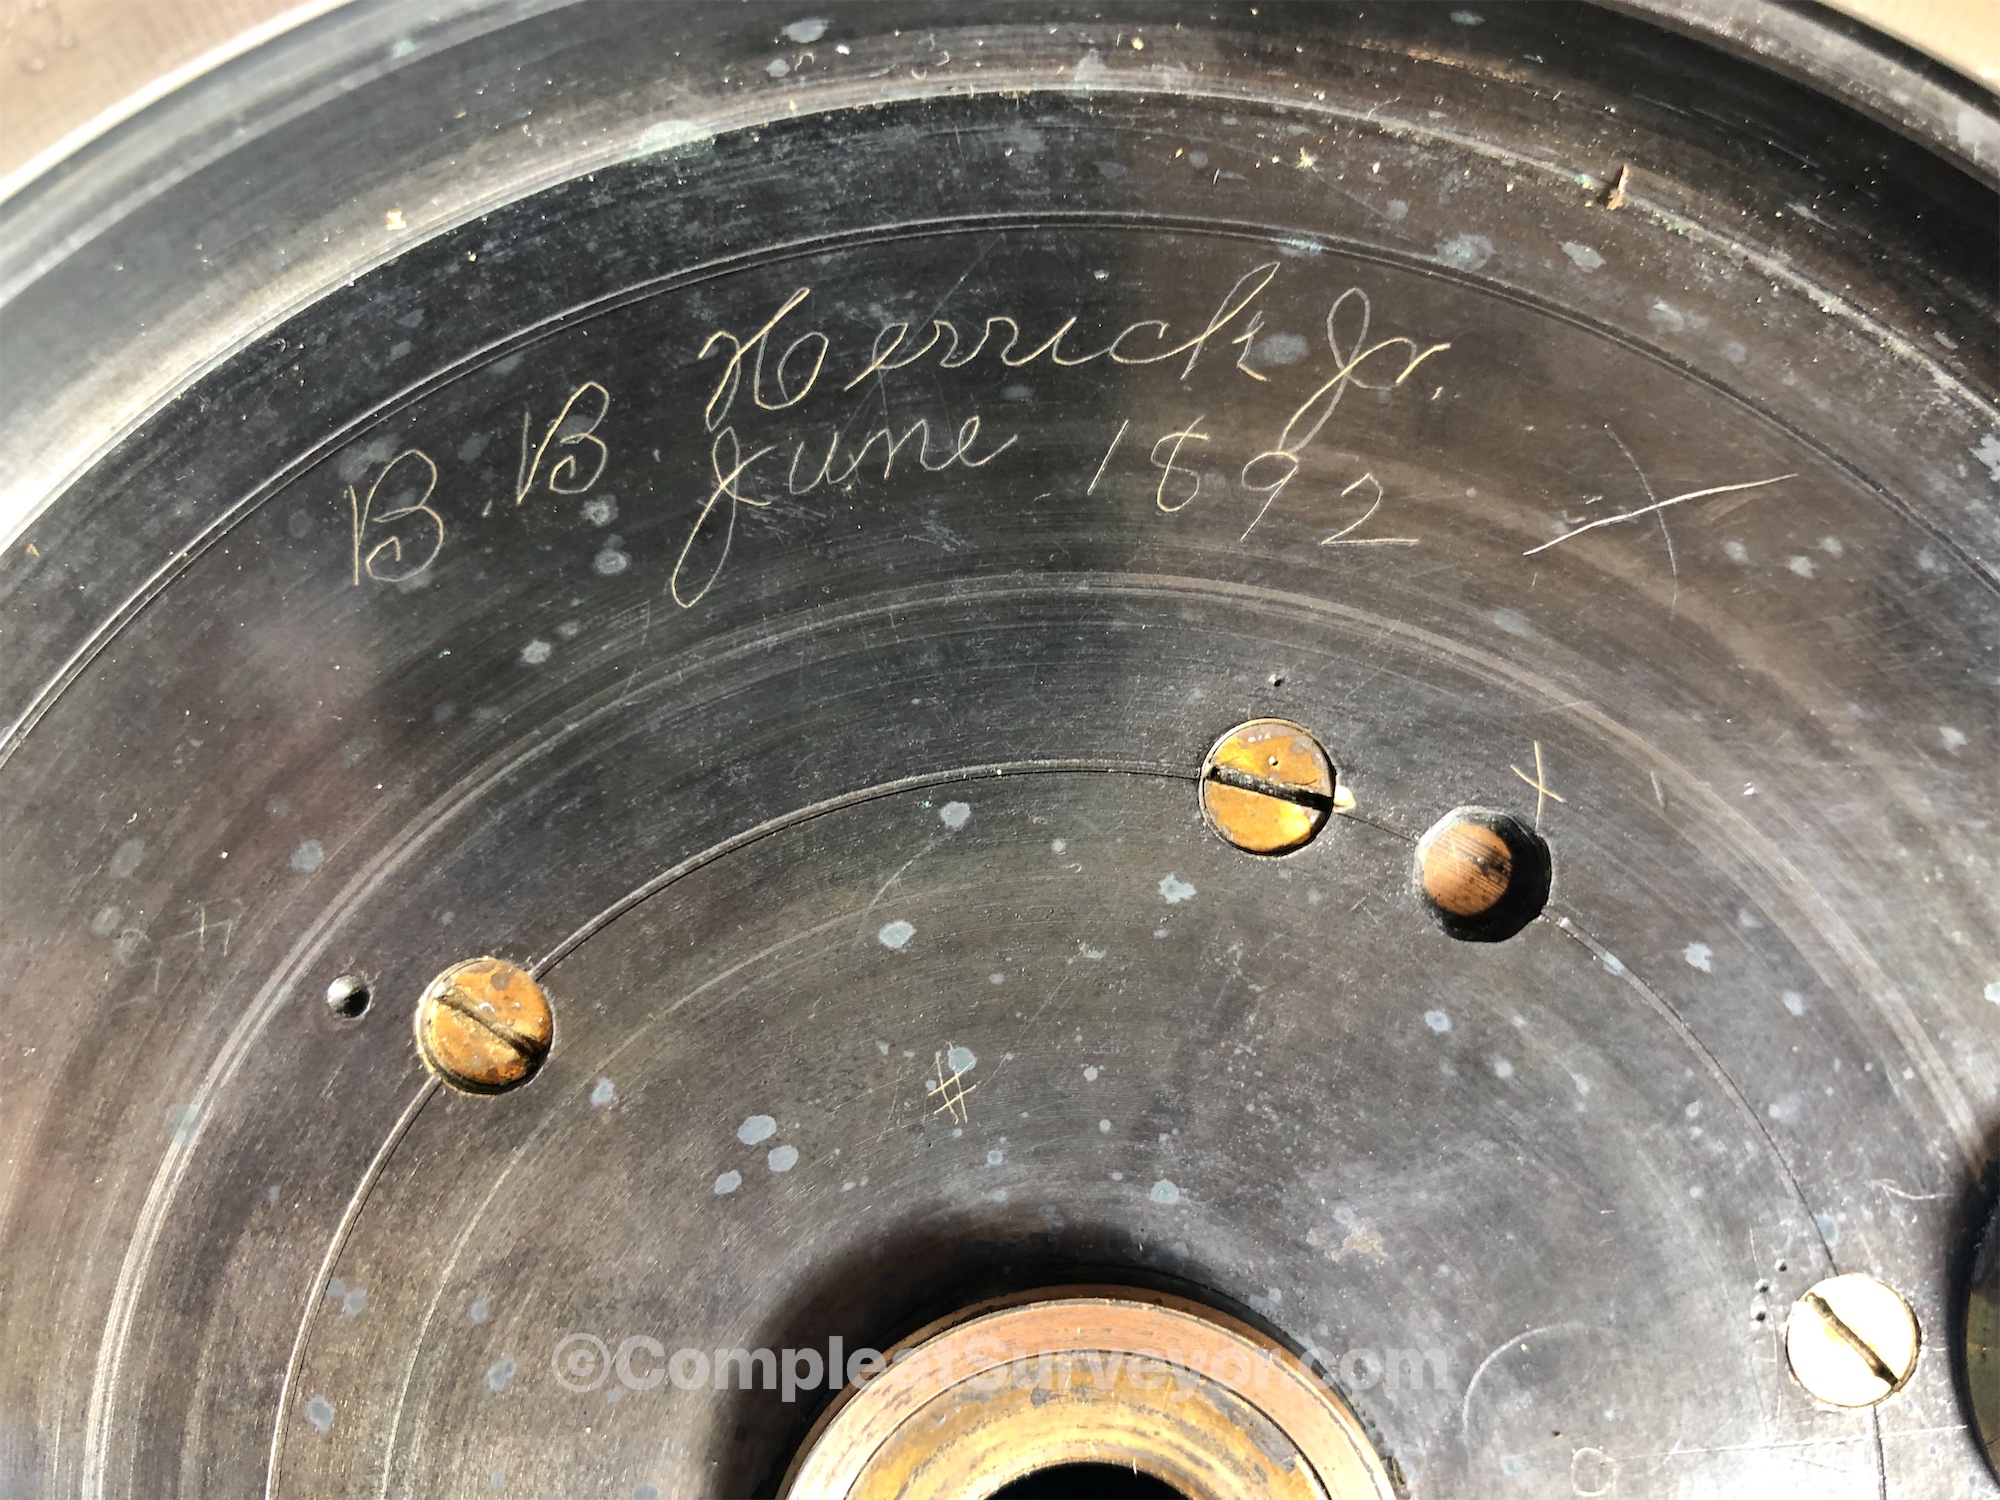 B. B. Herrick Jr.
June 1892 X
X
#
©CompleatSurveyor.com